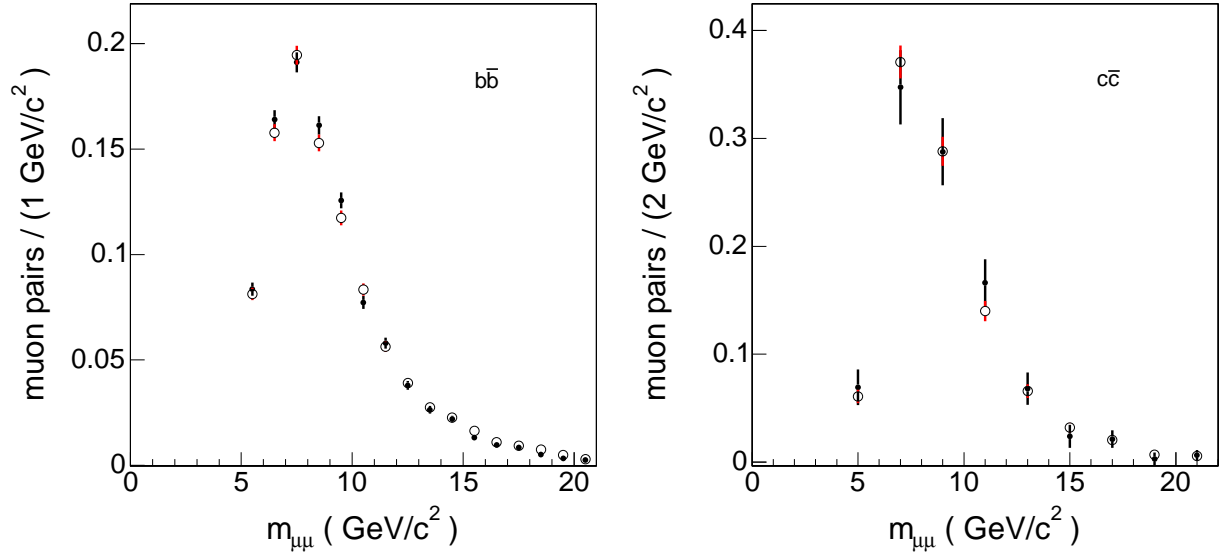 muon pairs / (1 GeV/c²)
0.2
0.15
0.1
0.05
0
bb̄
0 5 10 15 20
m_μμ ( GeV/c²)
muon pairs / (2 GeV/c²)
0.4
0.3
0.2
0.1
0
cc̄
0 5 10 15 20
m_μμ ( GeV/c²)